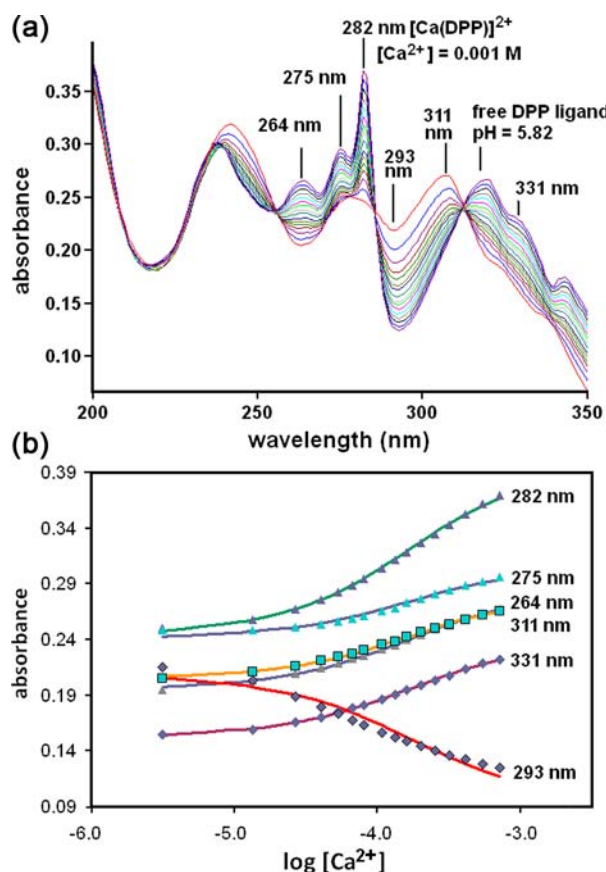 (a)
282 nm [Ca(DPP)]²⁺
[Ca²⁺] = 0.001 M
275 nm
264 nm
293
nm
311
nm
free DPP ligand
pH = 5.82
331 nm
absorbance
0.35
0.30
0.25
0.20
0.15
0.10
200
250
300
350
wavelength (nm)
(b)
absorbance
0.39
0.29
0.24
0.19
0.14
0.09
282 nm
275 nm
264 nm
311 nm
331 nm
293 nm
-6.0
-5.0
-4.0
-3.0
log [Ca²⁺]